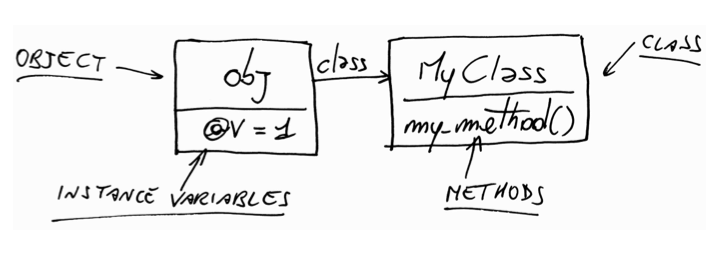 OBJECT
obj
@v = 1
class
MyClass
my_method()
CLASS
INSTANCE VARIABLES
METHODS